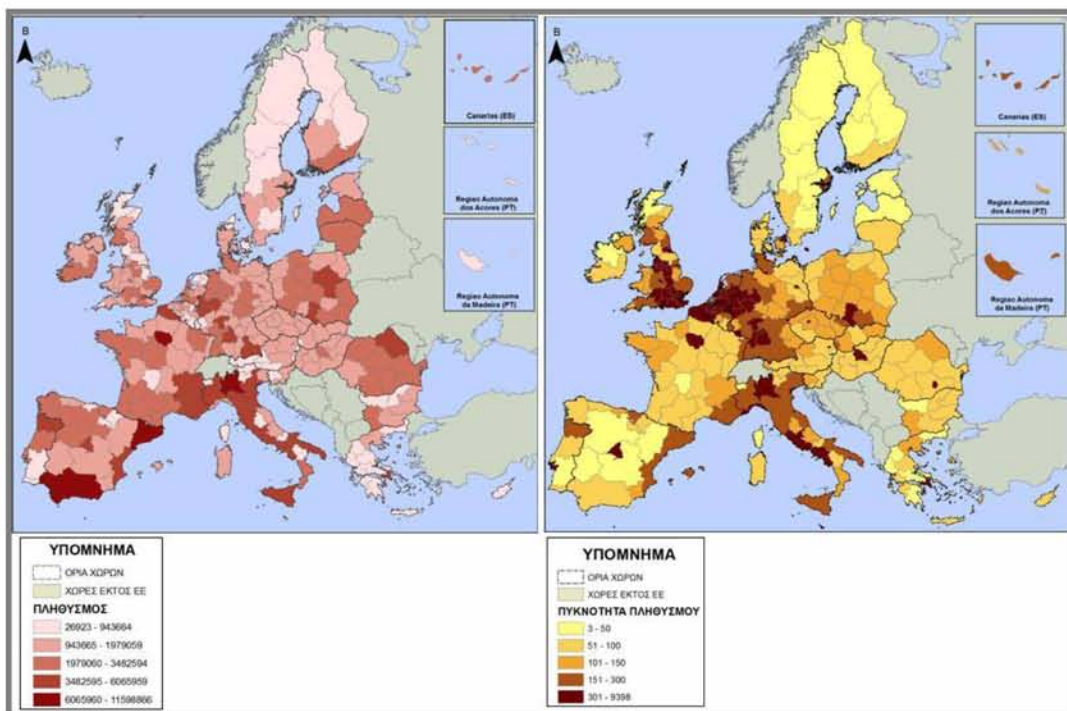 B
Canarias (ES)
Regiao Autonoma
dos Acores (PT)
Regiao Autonoma
da Madeira (PT)
ΥΠΟΜΝΗΜΑ
ΟΡΙΑ ΧΩΡΩΝ
ΧΩΡΕΣ ΕΚΤΟΣ ΕΕ
ΠΛΗΘΥΣΜΟΣ
26923 - 943664
943665 - 1979059
1979060 - 3482594
3482595 - 6065959
6065960 - 11598866
B
Canarias (ES)
Regiao Autonoma
dos Acores (PT)
Regiao Autonoma
da Madeira (PT)
ΥΠΟΜΝΗΜΑ
ΟΡΙΑ ΧΩΡΩΝ
ΧΩΡΕΣ ΕΚΤΟΣ ΕΕ
ΠΥΚΝΟΤΗΤΑ ΠΛΗΘΥΣΜΟΥ
3 - 50
51 - 100
101 - 150
151 - 300
301 - 9398